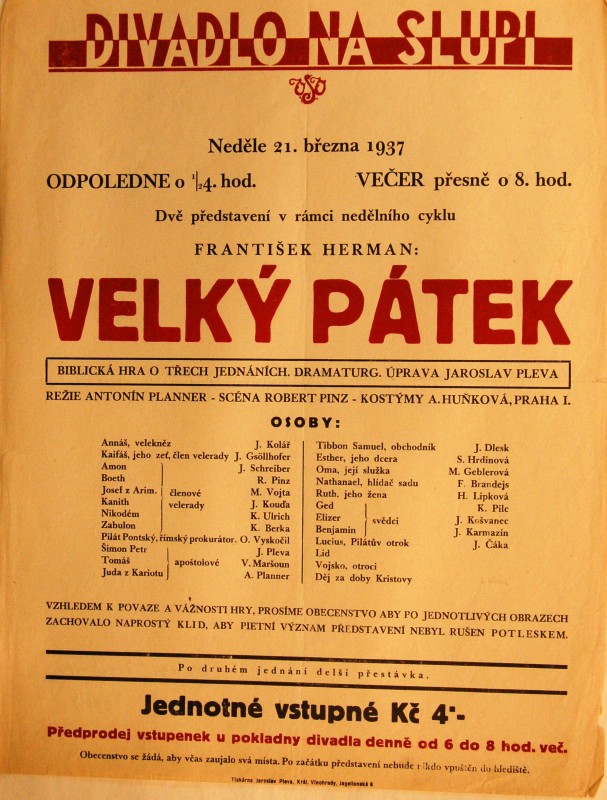 DIVADLO NA SLUPI
Neděle 21. března 1937
ODPOLEDNE o ½4. hod. VEČER přesně o 8. hod.
Dvě představení v rámci nedělního cyklu
FRANTIŠEK HERMAN:
VELKÝ PÁTEK
BIBLICKÁ HRA O TŘECH JEDNÁNÍCH. DRAMATURG. ÚPRAVA JAROSLAV PLEVA
REŽIE ANTONÍN PLANNER - SCÉNA ROBERT PINZ - KOSTÝMY A. HUŇKOVÁ, PRAHA I.
OSOBY:
Annáš, velekněz J. Kolář
Kaifáš, jeho zeť, člen velerady J. Gsöllhofer
Amon J. Schreiber
Boeth R. Pinz
Josef z Arim. M. Vojta
členové
Kanith J. Kouďa
velerady
Nikodém K. Ulrich
Zabulon K. Berka
Pilát Pontský, římský prokurátor. O. Vyskočil
Šimon Petr J. Pleva
Tomáš apoštolové V. Maršoun
Juda z Kariotu A. Planner
Tibbon Samuel, obchodník J. Dlesk
Esther, jeho dcera S. Hrdinová
Oma, její služka M. Geblerová
Nathanael, hlídač sadu F. Brandejs
Ruth, jeho žena H. Lipková
Ged K. Pilc
Elizer svědci J. Košvanec
Benjamin J. Karmazín
Lucius, Pilátův otrok J. Čáka
Lid
Vojsko, otroci
Děj za doby Kristovy
VZHLEDEM K POVAZE A VÁŽNOSTI HRY, PROSÍME OBECENSTVO ABY PO JEDNOTLIVÝCH OBRAZECH
ZACHOVALO NAPROSTÝ KLID, ABY PIETNÍ VÝZNAM PŘEDSTAVENÍ NEBYL RUŠEN POTLESKEM.
Po druhém jednání delší přestávka.
Jednotné vstupné Kč 4·-
Předprodej vstupenek u pokladny divadla denně od 6 do 8 hod. več.
Obecenstvo se žádá, aby včas zaujalo svá místa. Po začátku představení nebude nikdo vpuštěn do hlediště.
Tiskárna Jaroslav Pleva, Král. Vinohrady, Jagellonská 6